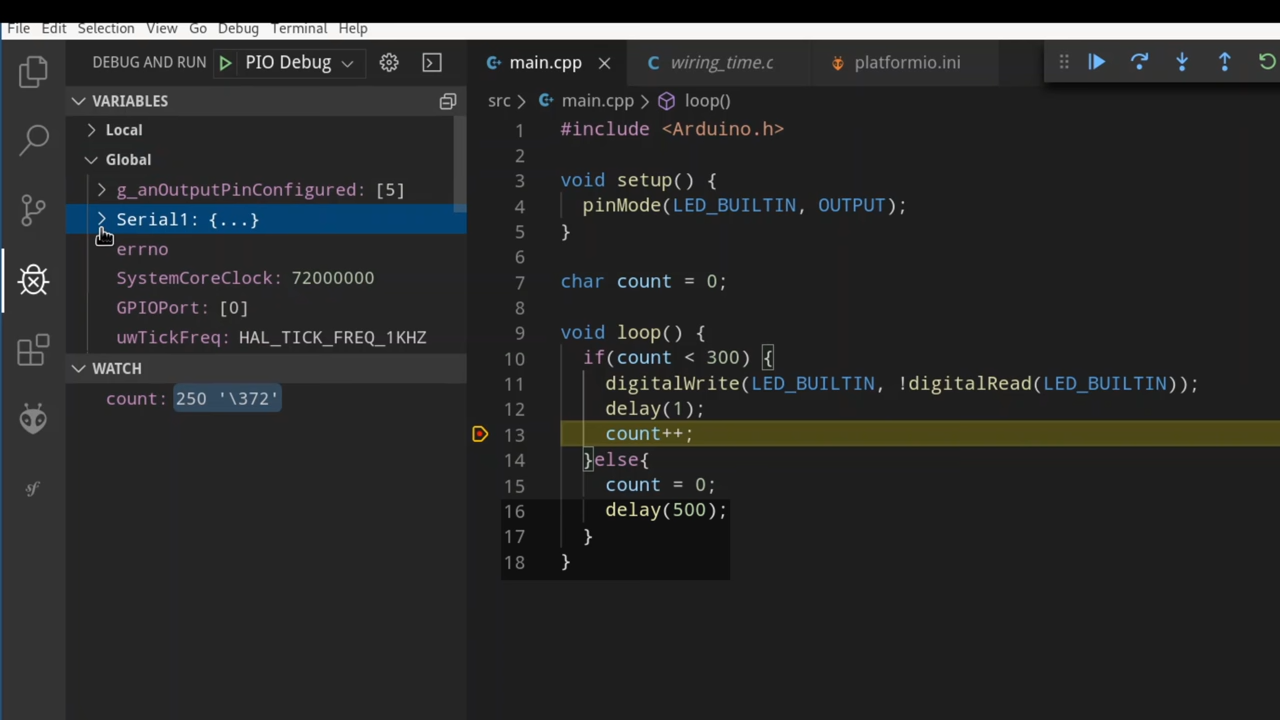 File Edit Selection View Go Debug Terminal Help
DEBUG AND RUN PIO Debug
main.cpp wiring_time.c platformio.ini
VARIABLES
src > main.cpp > loop()
Local
Global
g_anOutputPinConfigured: [5]
Serial1: {...}
errno
SystemCoreClock: 72000000
GPIOPort: [0]
uwTickFreq: HAL_TICK_FREQ_1KHZ
WATCH
count: 250 '\372'
1 #include <Arduino.h>
2
3 void setup() {
4   pinMode(LED_BUILTIN, OUTPUT);
5 }
6
7 char count = 0;
8
9 void loop() {
10   if(count < 300) {
11     digitalWrite(LED_BUILTIN, !digitalRead(LED_BUILTIN));
12     delay(1);
13     count++;
14   }else{
15     count = 0;
16     delay(500);
17   }
18 }
sf